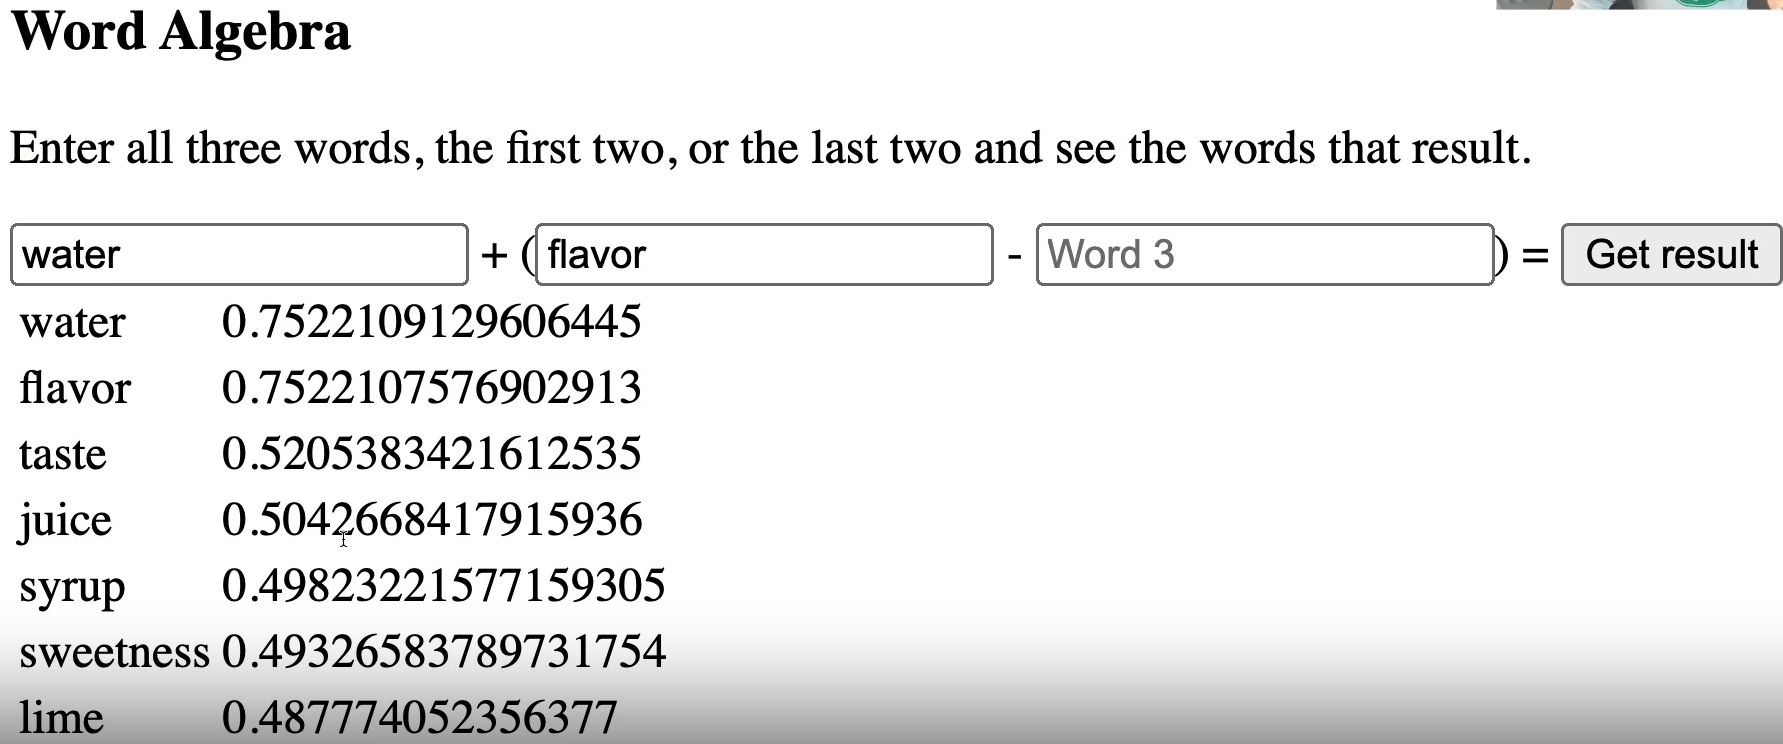 Word Algebra
Enter all three words, the first two, or the last two and see the words that result.
water + ( flavor - Word 3 ) = Get result
water 0.7522109129606445
flavor 0.7522107576902913
taste 0.5205383421612535
juice 0.5042668417915936
syrup 0.49823221577159305
sweetness 0.49326583789731754
lime 0.487774052356377